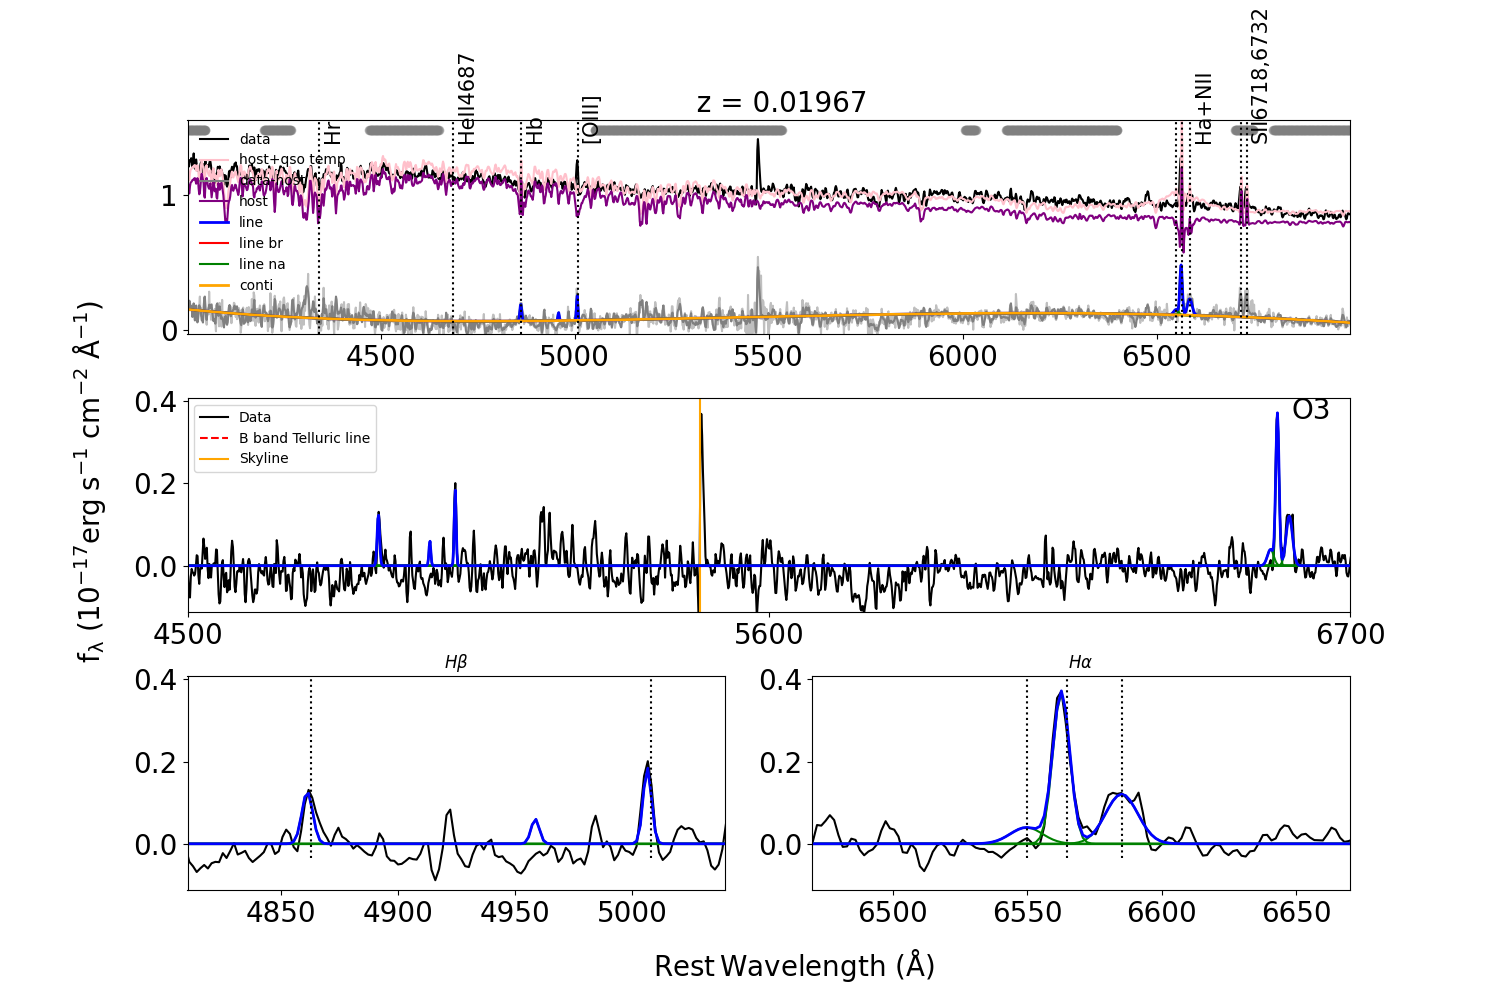 z = 0.01967
Hr
HeII4687
Hb
[OIII]
Ha+NII
SII6718,6732
data
host+qso temp
data-host
host
line
line br
line na
conti
1
0
4500 5000 5500 6000 6500
Data
B band Telluric line
Skyline
O3
0.4
0.2
0.0
4500 5600 6700
fλ (10⁻¹⁷erg s⁻¹ cm⁻² Å⁻¹)
Hβ
0.4
0.2
0.0
4850 4900 4950 5000
Hα
0.4
0.2
0.0
6500 6550 6600 6650
Rest Wavelength (Å)